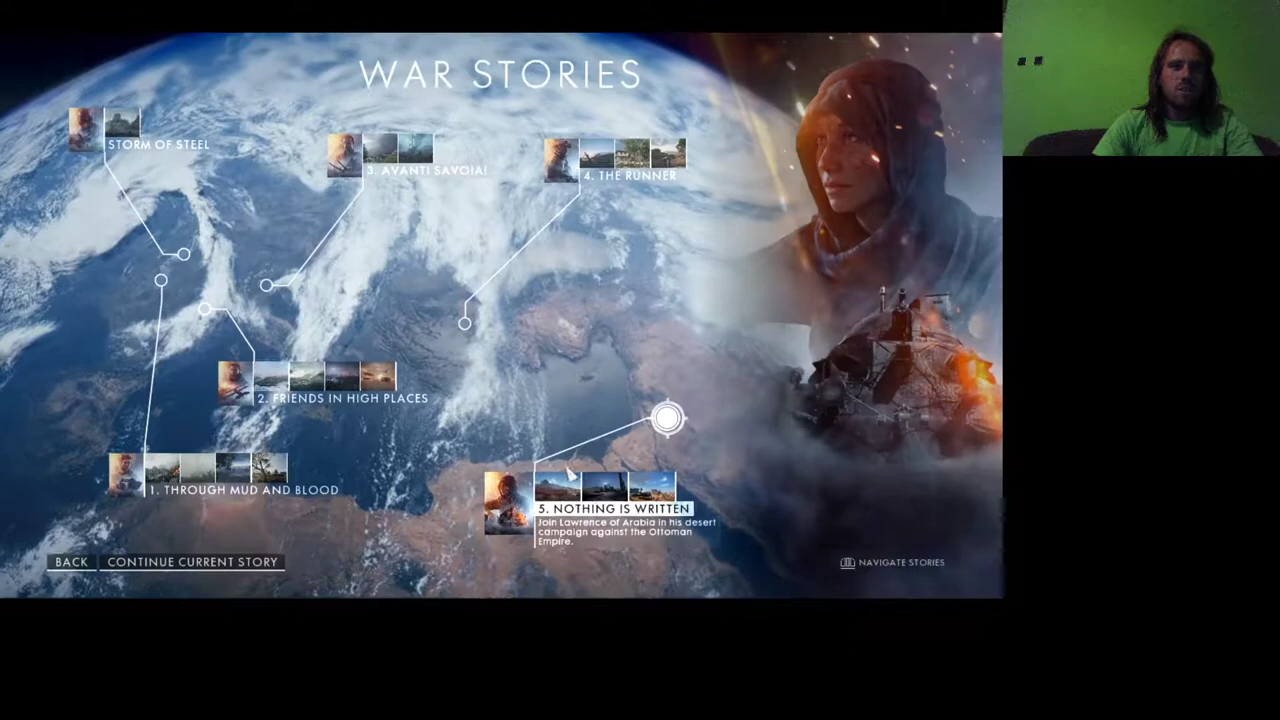 WAR STORIES
STORM OF STEEL
3. AVANTI SAVOIA!
4. THE RUNNER
2. FRIENDS IN HIGH PLACES
1. THROUGH MUD AND BLOOD
5. NOTHING IS WRITTEN
Join Lawrence of Arabia in his desert
campaign against the Ottoman
Empire.
BACK
CONTINUE CURRENT STORY
NAVIGATE STORIES